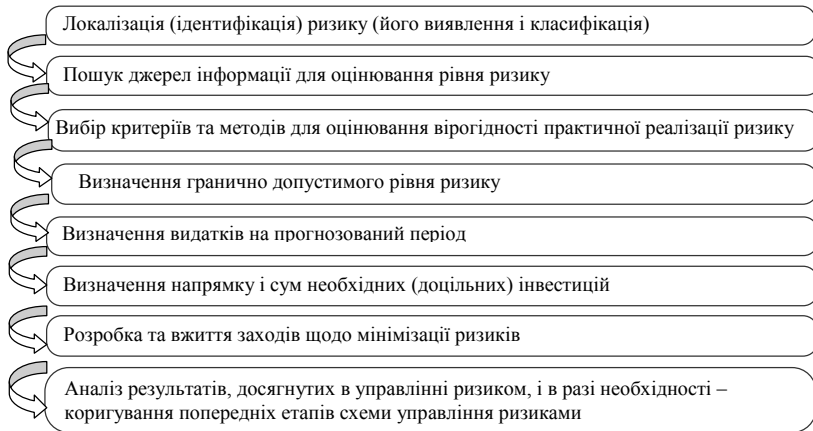 Локалізація (ідентифікація) ризику (його виявлення і класифікація)
Пошук джерел інформації для оцінювання рівня ризику
Вибір критеріїв та методів для оцінювання вірогідності практичної реалізації ризику
Визначення гранично допустимого рівня ризику
Визначення видатків на прогнозований період
Визначення напрямку і сум необхідних (доцільних) інвестицій
Розробка та вжиття заходів щодо мінімізації ризиків
Аналіз результатів, досягнутих в управлінні ризиком, і в разі необхідності –
коригування попередніх етапів схеми управління ризиками